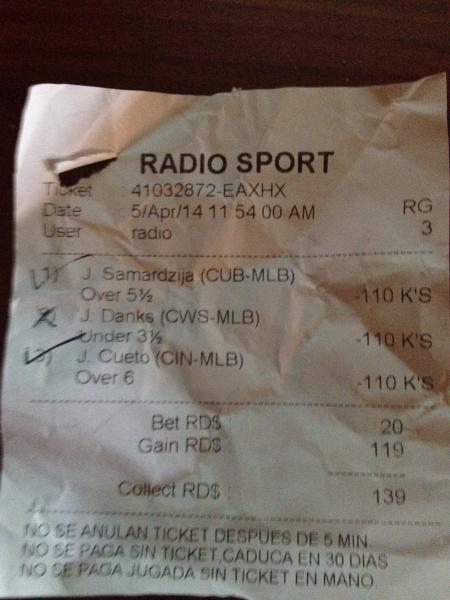 RADIO SPORT
Ticket : 41032872-EAXHX
Date : 5/Apr/14 11:54:00 AM RG
User : radio 3
1) J. Samardzija (CUB-MLB)
Over 5½ -110 K'S
J. Danks (CWS-MLB)
Under 3½ -110 K'S
3) J. Cueto (CIN-MLB)
Over 6 -110 K'S
Bet RD$ : 20
Gain RD$ : 119
Collect RD$ : 139
NO SE ANULAN TICKET DESPUES DE 5 MIN.
NO SE PAGA SIN TICKET,CADUCA EN 30 DIAS
NO SE PAGA JUGADA SIN TICKET EN MANO